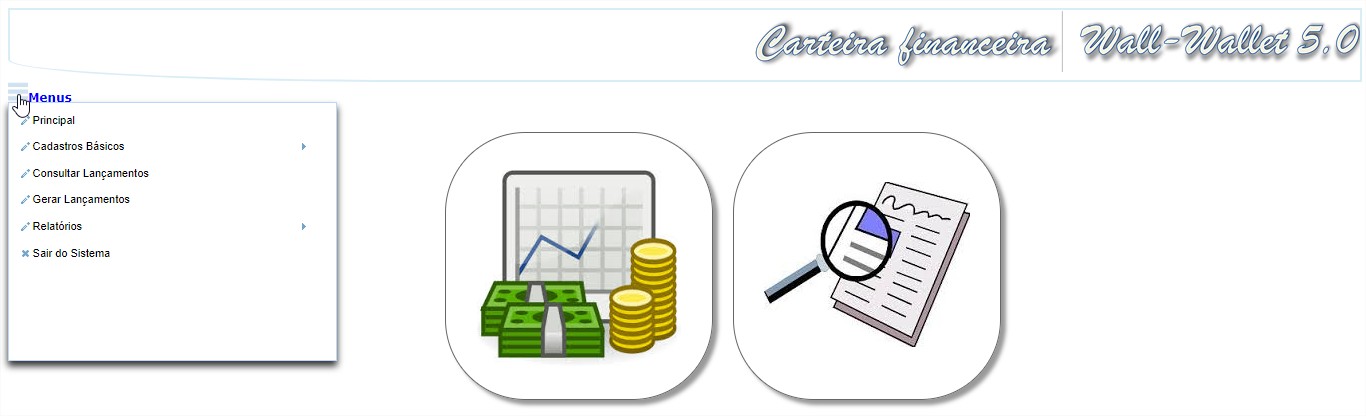 Carteira financeira Wall-Wallet 5.0
Menus
Principal
Cadastros Básicos
Consultar Lançamentos
Gerar Lançamentos
Relatórios
Sair do Sistema